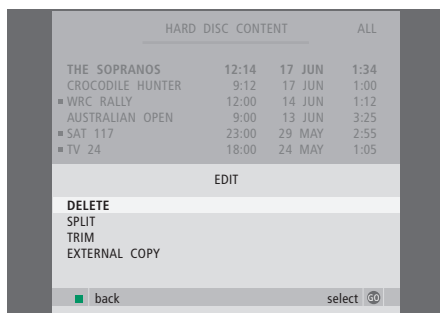 HARD DISC CONTENT ALL
THE SOPRANOS 12:14 17 JUN 1:34
CROCODILE HUNTER 9:12 17 JUN 1:00
WRC RALLY 12:00 14 JUN 1:12
AUSTRALIAN OPEN 9:00 13 JUN 3:25
SAT 117 23:00 29 MAY 2:55
TV 24 18:00 24 MAY 1:05
EDIT
DELETE
SPLIT
TRIM
EXTERNAL COPY
back select GO